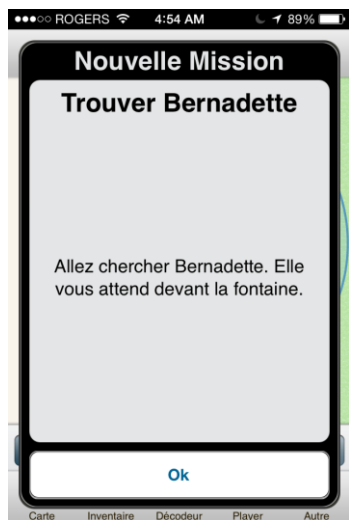 ROGERS 4:54 AM 89%
Nouvelle Mission
Trouver Bernadette
Allez chercher Bernadette. Elle
vous attend devant la fontaine.
Ok
Carte Inventaire Décodeur Player Autre